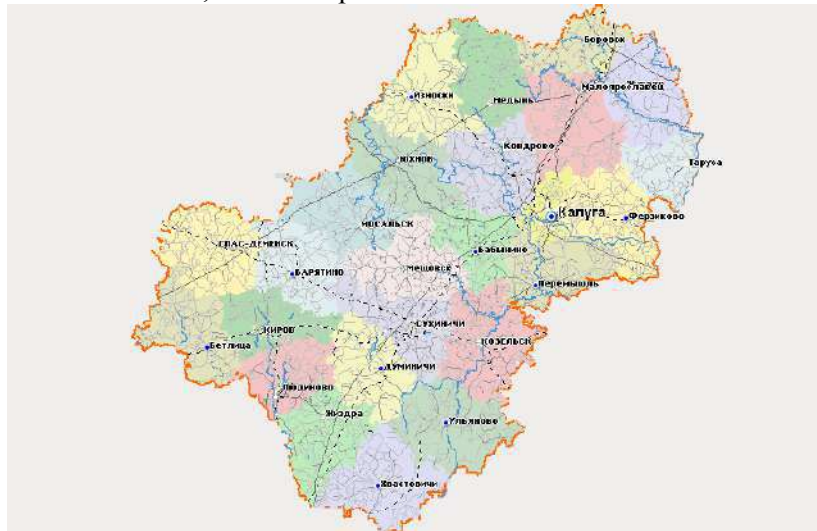 Боровск
Малоярославец
Износки
Медынь
Кондрово
ЮХНОВ
Таруса
Калуга
Ферзиково
МОСАЛЬСК
СПАС-ДЕМЕНСК
Бабынино
Мещовск
БАРЯТИНО
Перемышль
СУХИНИЧИ
КИРОВ
КОЗЕЛЬСК
Бетлица
ДУМИНИЧИ
Людиново
Жиздра
Ульяново
Хвастовичи